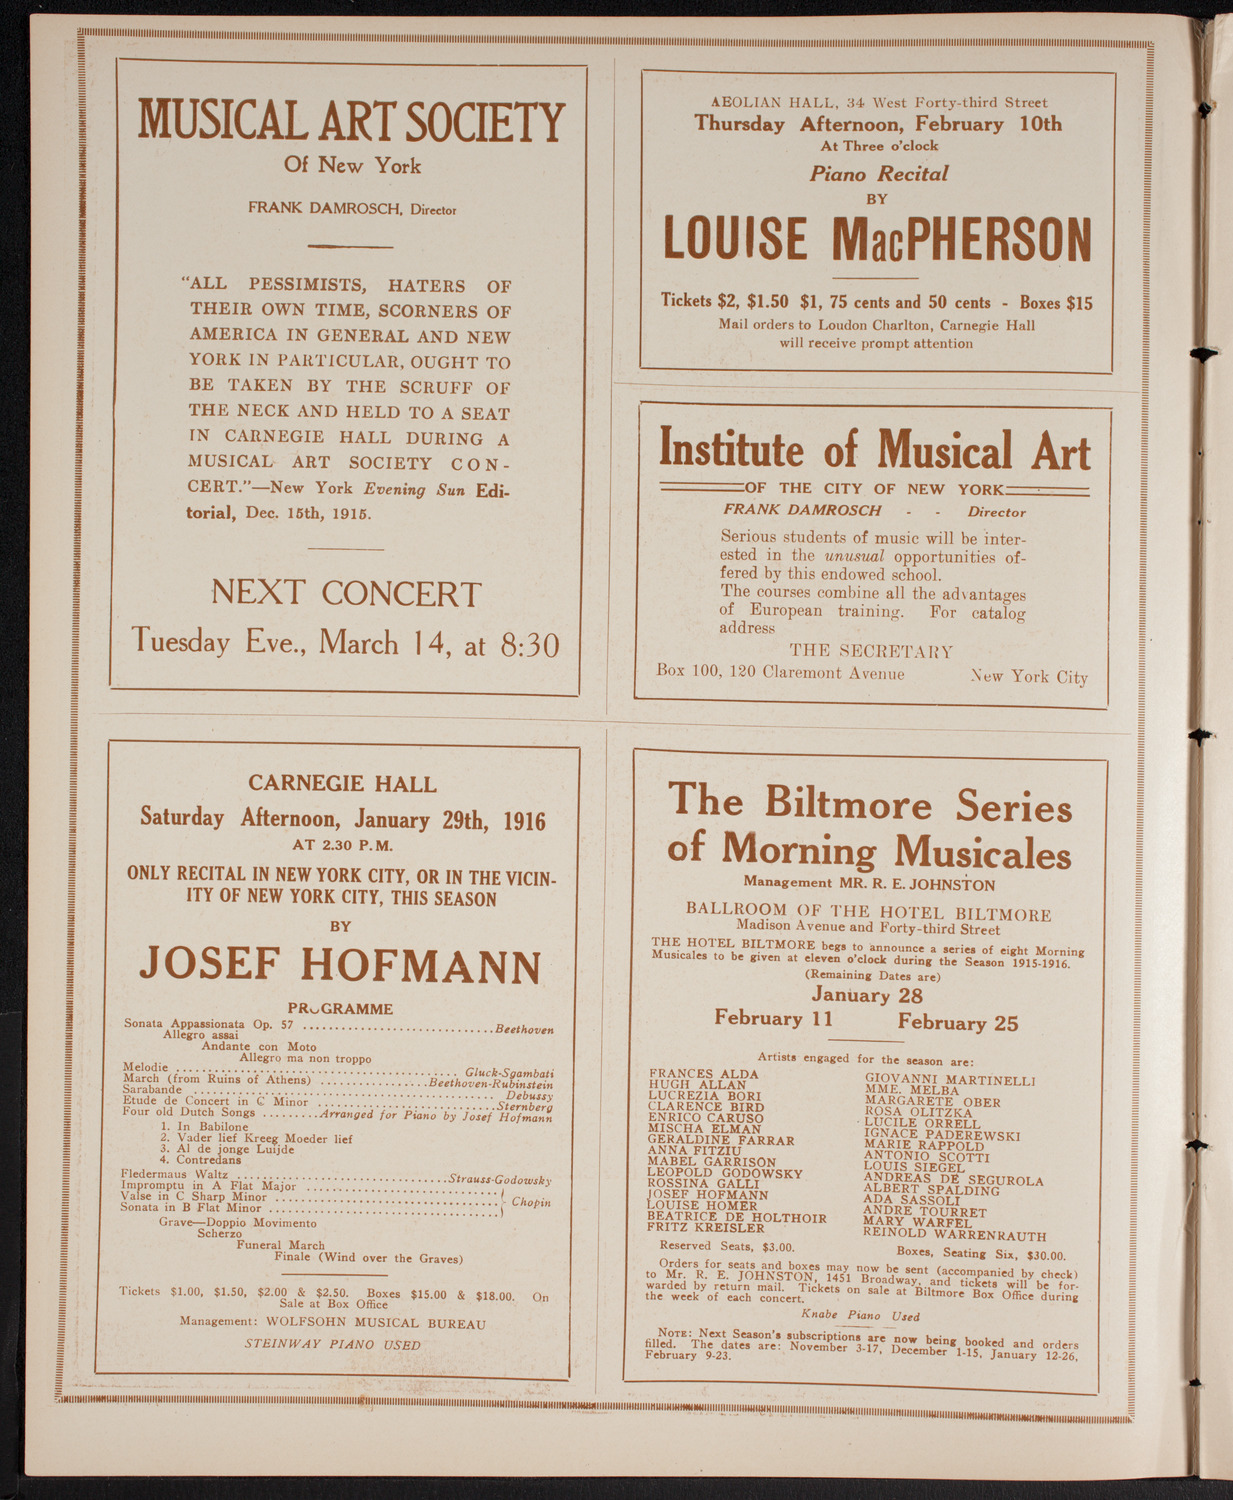 MUSICAL ART SOCIETY
Of New York
FRANK DAMROSCH, Director
“ALL PESSIMISTS, HATERS OF
THEIR OWN TIME, SCORNERS OF
AMERICA IN GENERAL AND NEW
YORK IN PARTICULAR, OUGHT TO
BE TAKEN BY THE SCRUFF OF
THE NECK AND HELD TO A SEAT
IN CARNEGIE HALL DURING A
MUSICAL ART SOCIETY CON-
CERT.”—New York Evening Sun Edi-
torial, Dec. 15th, 1915.
NEXT CONCERT
Tuesday Eve., March 14, at 8:30
AEOLIAN HALL, 34 West Forty-third Street
Thursday Afternoon, February 10th
At Three o'clock
Piano Recital
BY
LOUISE MacPHERSON
Tickets $2, $1.50 $1, 75 cents and 50 cents - Boxes $15
Mail orders to Loudon Charlton, Carnegie Hall
will receive prompt attention
Institute of Musical Art
OF THE CITY OF NEW YORK
FRANK DAMROSCH - - Director
Serious students of music will be inter-
ested in the unusual opportunities of-
fered by this endowed school.
The courses combine all the advantages
of European training. For catalog
address
THE SECRETARY
Box 100, 120 Claremont Avenue New York City
CARNEGIE HALL
Saturday Afternoon, January 29th, 1916
AT 2.30 P.M.
ONLY RECITAL IN NEW YORK CITY, OR IN THE VICIN-
ITY OF NEW YORK CITY, THIS SEASON
BY
JOSEF HOFMANN
PROGRAMME
Sonata Appassionata Op. 57 ..............................Beethoven
Allegro assai
Andante con Moto
Allegro ma non troppo
Melodie ............................................ Gluck-Sgambati
March (from Ruins of Athens) .................Beethoven-Rubinstein
Sarabande ............................................... Debussy
Etude de Concert in C Minor ............................Sternberg
Four old Dutch Songs .........Arranged for Piano by Josef Hofmann
1. In Babilone
2. Vader lief Kreeg Moeder lief
3. Al de jonge Luijde
4. Contredans
Fledermaus Waltz .................................Strauss-Godowsky
Impromptu in A Flat Major ..............................
Valse in C Sharp Minor ................................... Chopin
Sonata in B Flat Minor ....................................
Grave—Doppio Movimento
Scherzo
Funeral March
Finale (Wind over the Graves)
Tickets $1.00, $1.50, $2.00 & $2.50. Boxes $15.00 & $18.00. On
Sale at Box Office
Management: WOLFSOHN MUSICAL BUREAU
STEINWAY PIANO USED
The Biltmore Series
of Morning Musicales
Management MR. R. E. JOHNSTON
BALLROOM OF THE HOTEL BILTMORE
Madison Avenue and Forty-third Street
THE HOTEL BILTMORE begs to announce a series of eight Morning
Musicales to be given at eleven o'clock during the Season 1915-1916.
(Remaining Dates are)
January 28
February 11 February 25
Artists engaged for the season are:
FRANCES ALDA
HUGH ALLAN
LUCREZIA BORI
CLARENCE BIRD
ENRICO CARUSO
MISCHA ELMAN
GERALDINE FARRAR
ANNA FITZIU
MABEL GARRISON
LEOPOLD GODOWSKY
ROSSINA GALLI
JOSEF HOFMANN
LOUISE HOMER
BEATRICE DE HOLTHOIR
FRITZ KREISLER
GIOVANNI MARTINELLI
MME. MELBA
MARGARETE OBER
ROSA OLITZKA
LUCILE ORRELL
IGNACE PADEREWSKI
MARIE RAPPOLD
ANTONIO SCOTTI
LOUIS SIEGEL
ANDREAS DE SEGUROLA
ALBERT SPALDING
ADA SASSOLI
ANDRE TOURRET
MARY WARFEL
REINOLD WARRENRAUTH
Reserved Seats, $3.00. Boxes, Seating Six, $30.00.
Orders for seats and boxes may now be sent (accompanied by check)
to Mr. R. E. JOHNSTON, 1451 Broadway, and tickets will be for-
warded by return mail. Tickets on sale at Biltmore Box Office during
the week of each concert.
Knabe Piano Used
NOTE: Next Season's subscriptions are now being booked and orders
filled. The dates are: November 3-17, December 1-15, January 12-26,
February 9-23.